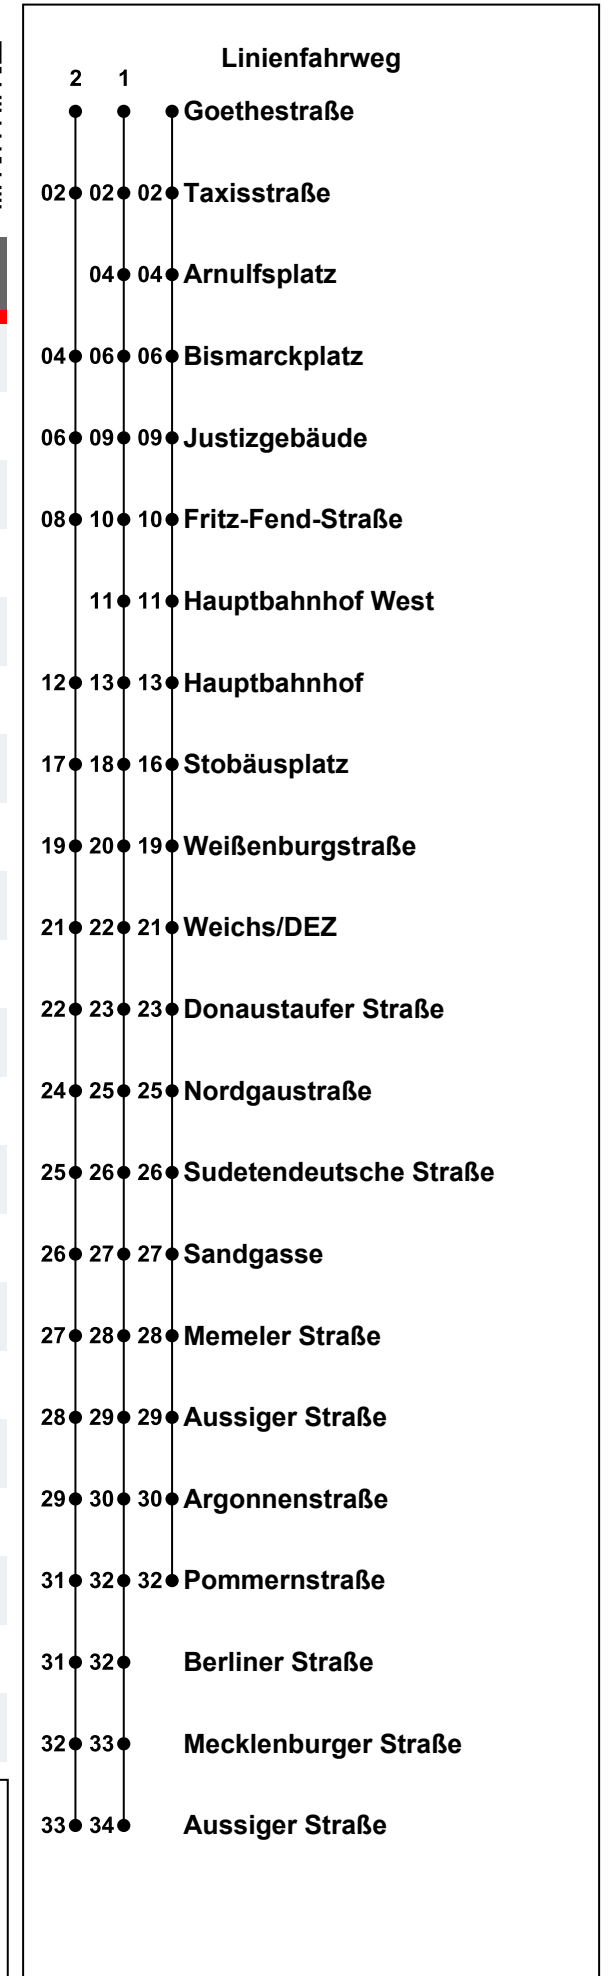 Linienfahrweg
2 1
Goethestraße
02 02 02 Taxisstraße
04 04 Arnulfsplatz
04 06 06 Bismarckplatz
06 09 09 Justizgebäude
08 10 10 Fritz-Fend-Straße
11 11 Hauptbahnhof West
12 13 13 Hauptbahnhof
17 18 16 Stobäusplatz
19 20 19 Weißenburgstraße
21 22 21 Weichs/DEZ
22 23 23 Donaustaufer Straße
24 25 25 Nordgaustraße
25 26 26 Sudetendeutsche Straße
26 27 27 Sandgasse
27 28 28 Memeler Straße
28 29 29 Aussiger Straße
29 30 30 Argonnenstraße
31 32 32 Pommernstraße
31 32 Berliner Straße
32 33 Mecklenburger Straße
33 34 Aussiger Straße